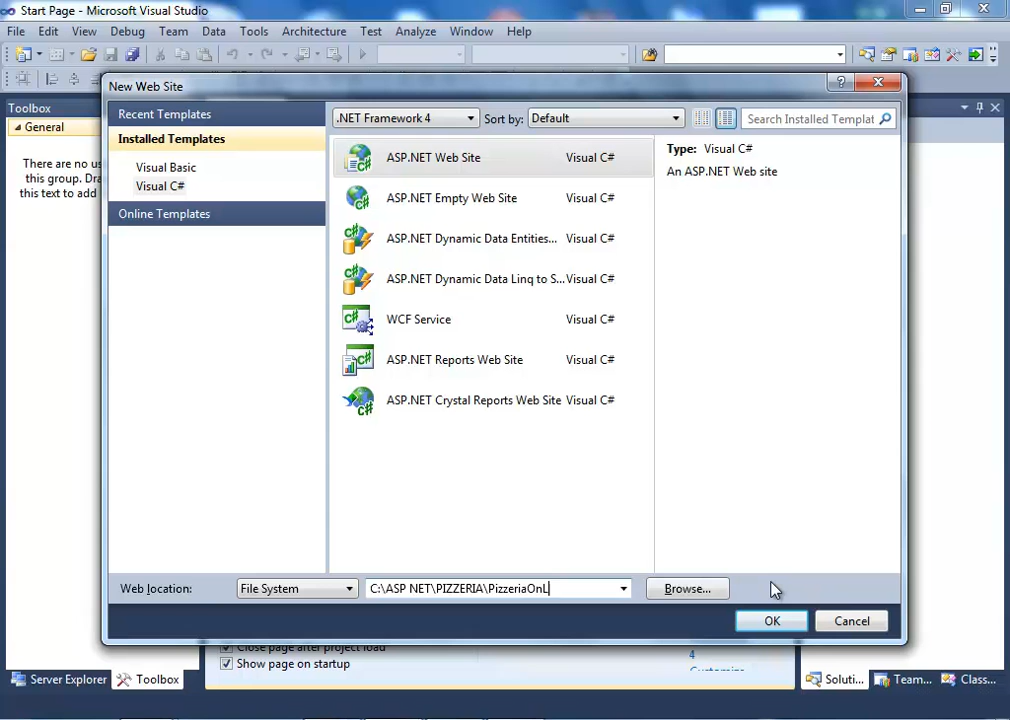 Start Page - Microsoft Visual Studio
File Edit View Debug Team Data Tools Architecture Test Analyze Window Help
Toolbox
General
There are no us
this group. Dra
this text to add
New Web Site
Recent Templates
Installed Templates
Visual Basic
Visual C#
Online Templates
.NET Framework 4 Sort by: Default Search Installed Templat
ASP.NET Web Site Visual C#
ASP.NET Empty Web Site Visual C#
ASP.NET Dynamic Data Entities... Visual C#
ASP.NET Dynamic Data Linq to S... Visual C#
WCF Service Visual C#
ASP.NET Reports Web Site Visual C#
ASP.NET Crystal Reports Web Site Visual C#
Type: Visual C#
An ASP.NET Web site
Web location: File System C:\ASP NET\PIZZERIA\PizzeriaOnL Browse...
OK Cancel
Close page after project load
Show page on startup
4
Customize
Server Explorer Toolbox Soluti... Team... Class...